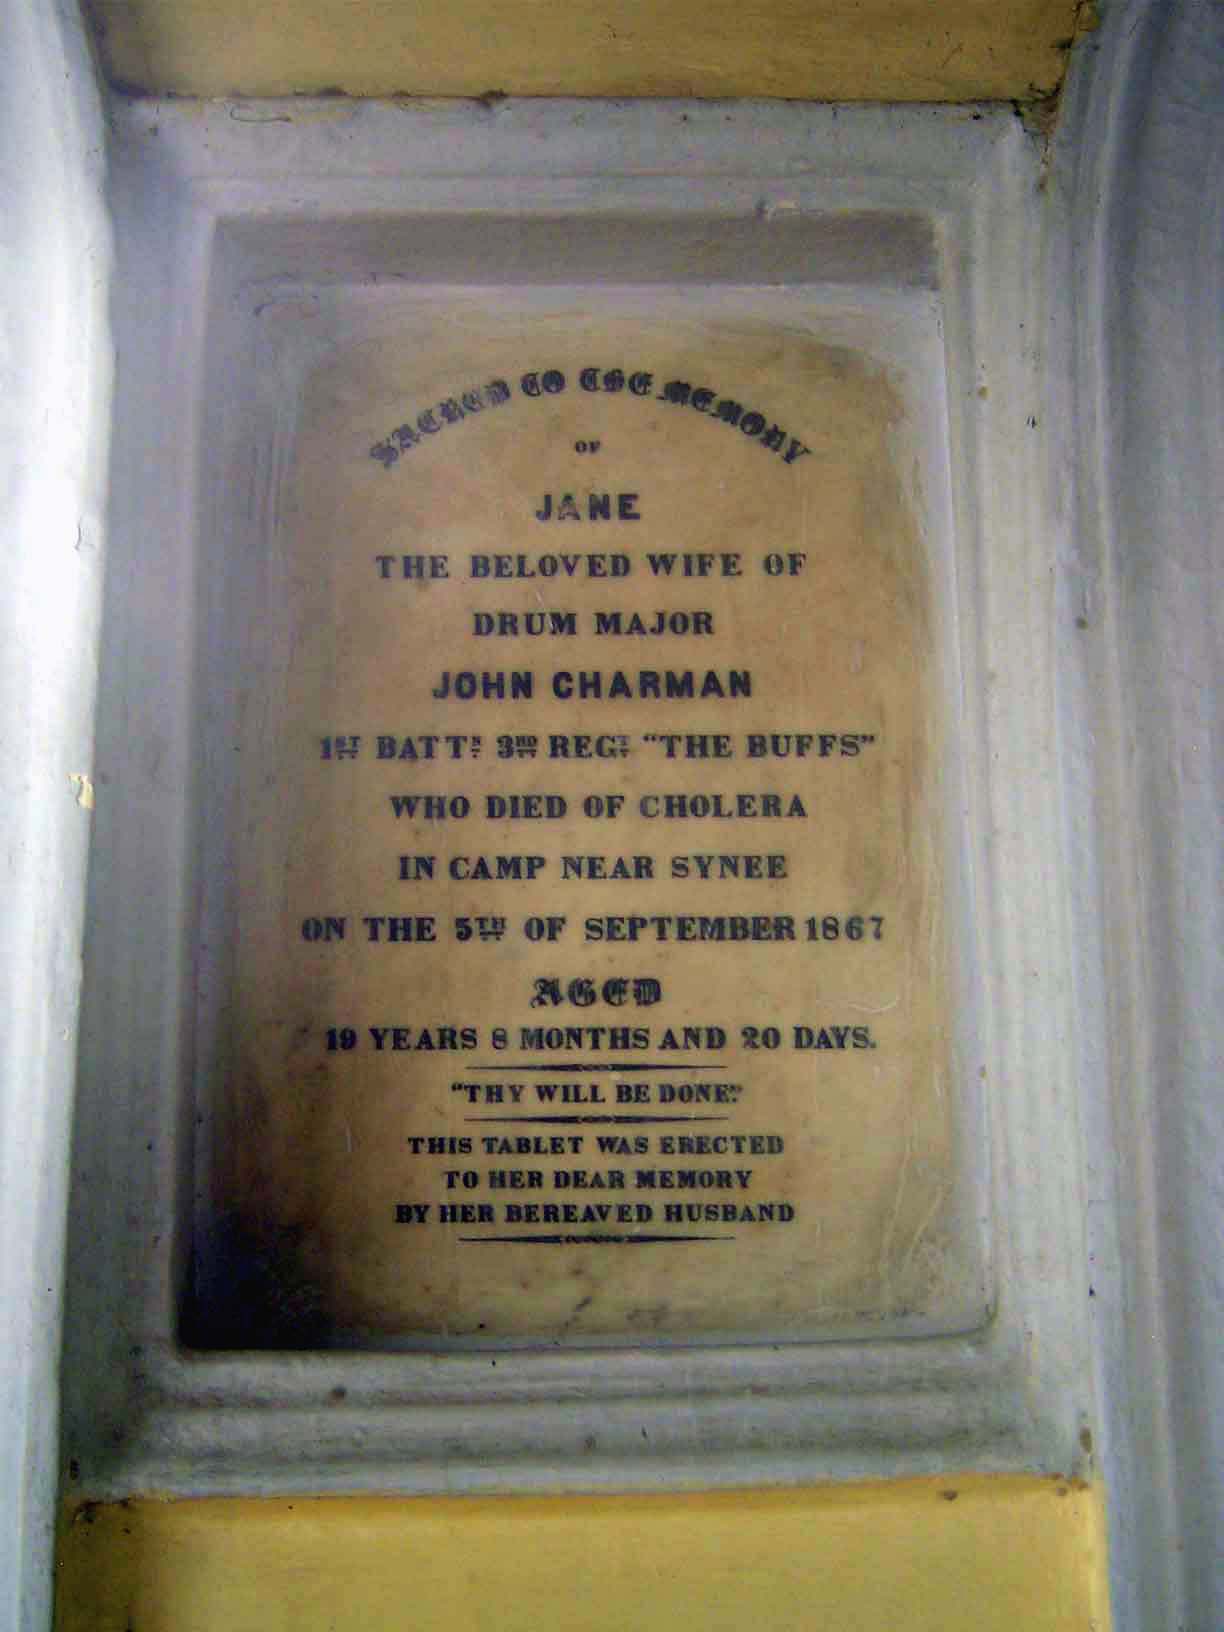 SACRED TO THE MEMORY
OF
JANE
THE BELOVED WIFE OF
DRUM MAJOR
JOHN CHARMAN
1ST BATTN 3RD REGT "THE BUFFS"
WHO DIED OF CHOLERA
IN CAMP NEAR SYNEE
ON THE 5TH OF SEPTEMBER 1867
AGED
19 YEARS 8 MONTHS AND 20 DAYS.
"THY WILL BE DONE."
THIS TABLET WAS ERECTED
TO HER DEAR MEMORY
BY HER BEREAVED HUSBAND